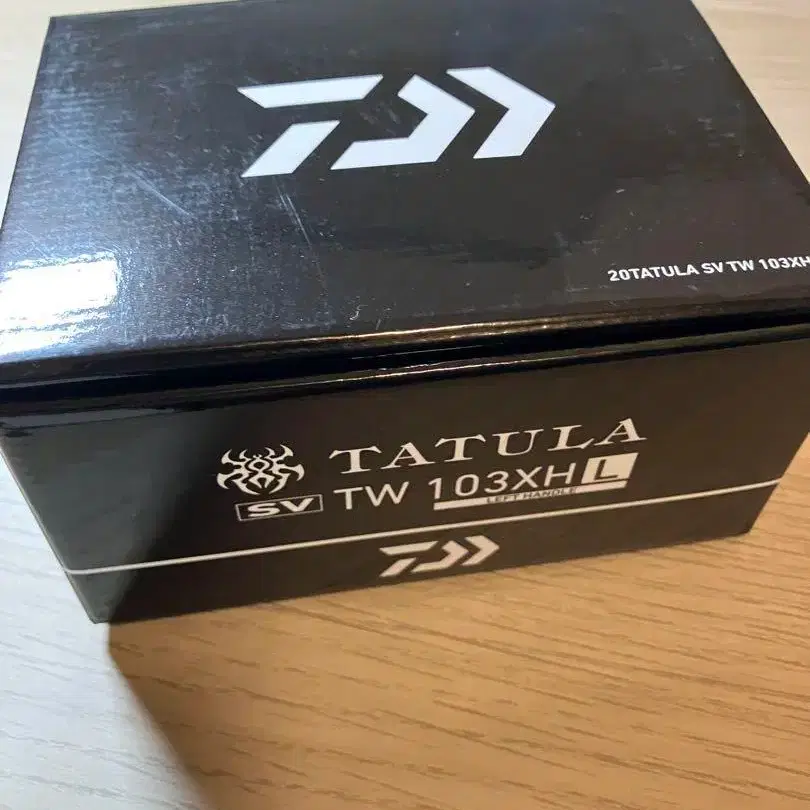 20TATULA SV TW 103XH
TATULA
SV TW 103XH L
LEFT HANDLE